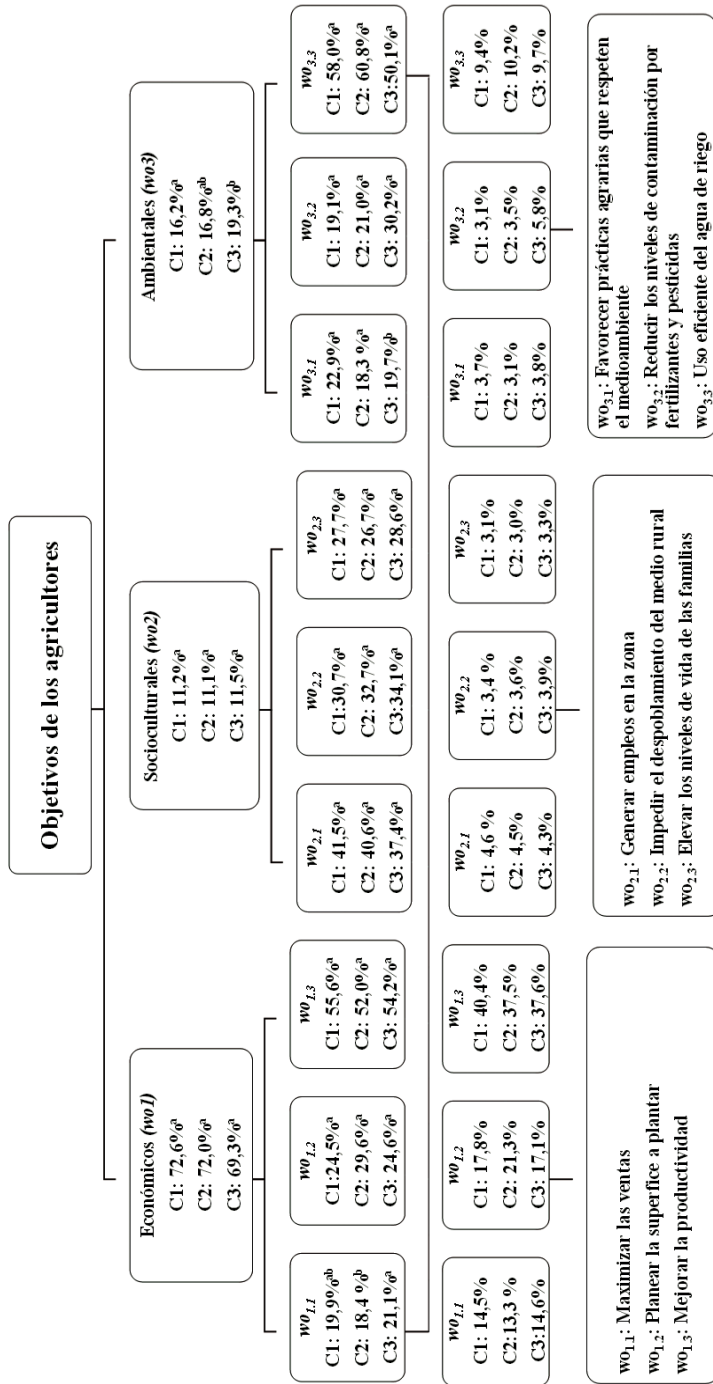 Objetivos de los agricultores
Económicos (wo1)
C1: 72,6%ᵃ
C2: 72,0%ᵃ
C3: 69,3%ᵃ
Socioculturales (wo2)
C1: 11,2%ᵃ
C2: 11,1%ᵃ
C3: 11,5%ᵃ
Ambientales (wo3)
C1: 16,2%ᵃ
C2: 16,8%ᵃᵇ
C3: 19,3%ᵇ
wo1.1
C1: 19,9%ᵃᵇ
C2: 18,4 %ᵇ
C3: 21,1%ᵃ
wo1.2
C1:24,5%ᵃ
C2: 29,6%ᵃ
C3: 24,6%ᵃ
wo1.3
C1: 55,6%ᵃ
C2: 52,0%ᵃ
C3: 54,2%ᵃ
wo2.1
C1: 41,5%ᵃ
C2: 40,6%ᵃ
C3: 37,4%ᵃ
wo2.2
C1:30,7%ᵃ
C2: 32,7%ᵃ
C3:34,1%ᵃ
wo2.3
C1: 27,7%ᵃ
C2: 26,7%ᵃ
C3: 28,6%ᵃ
wo3.1
C1: 22,9%ᵃ
C2: 18,3 %ᵃ
C3: 19,7%ᵇ
wo3.2
C1: 19,1%ᵃ
C2: 21,0%ᵃ
C3: 30,2%ᵃ
wo3.3
C1: 58,0%ᵃ
C2: 60,8%ᵃ
C3:50,1%ᵃ
wo1.1
C1: 14,5%
C2:13,3 %
C3:14,6%
wo1.2
C1: 17,8%
C2: 21,3%
C3: 17,1%
wo1.3
C1: 40,4%
C2: 37,5%
C3: 37,6%
wo2.1
C1: 4,6 %
C2: 4,5%
C3: 4,3%
wo2.2
C1: 3,4 %
C2: 3,6%
C3: 3,9%
wo2.3
C1: 3,1%
C2: 3,0%
C3: 3,3%
wo3.1
C1: 3,7%
C2: 3,1%
C3: 3,8%
wo3.2
C1: 3,1%
C2: 3,5%
C3: 5,8%
wo3.3
C1: 9,4%
C2: 10,2%
C3: 9,7%
wo1.1: Maximizar las ventas
wo1.2: Planear la superfice a plantar
wo1.3: Mejorar la productividad
wo2.1: Generar empleos en la zona
wo2.2: Impedir el despoblamiento del medio rural
wo2.3: Elevar los niveles de vida de las familias
wo3.1: Favorecer prácticas agrarias que respeten
el medioambiente
wo3.2: Reducir los niveles de contaminación por
fertilizantes y pesticidas
wo3.3: Uso eficiente del agua de riego